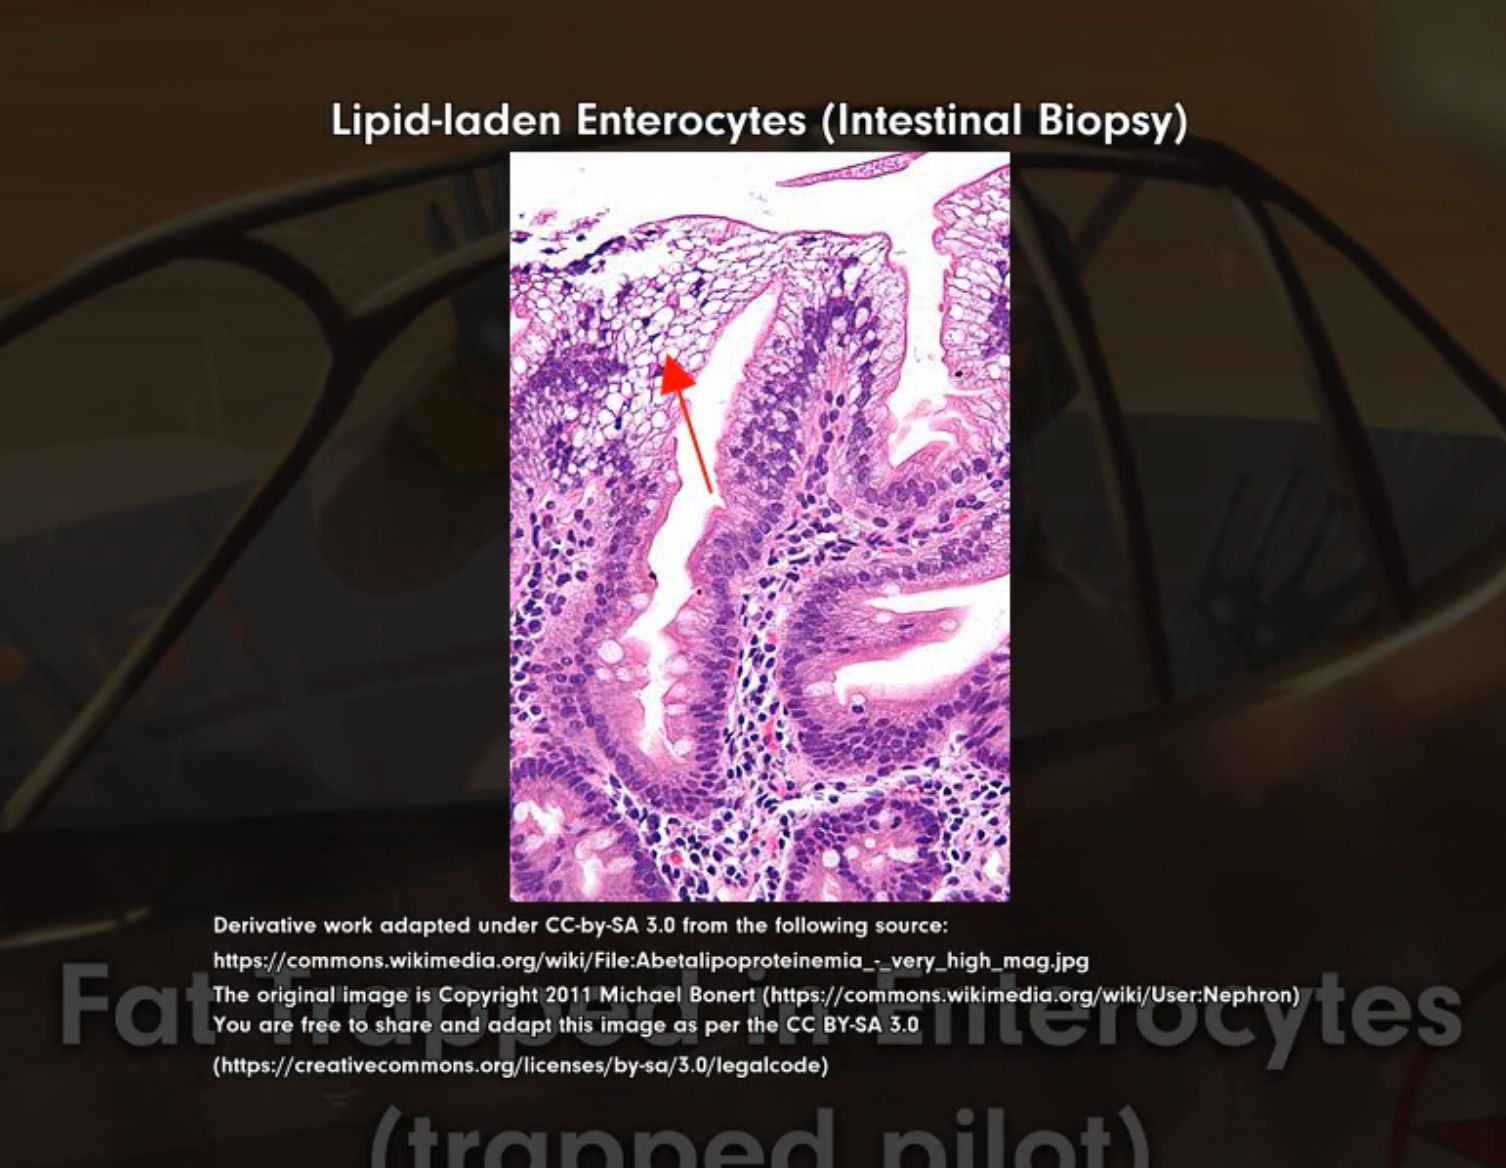 Lipid-laden Enterocytes (Intestinal Biopsy)
Derivative work adapted under CC-by-SA 3.0 from the following source:
https://commons.wikimedia.org/wiki/File:Abetalipoproteinemia_-_very_high_mag.jpg
The original image is Copyright 2011 Michael Bonert (https://commons.wikimedia.org/wiki/User:Nephron)
Fat Trapped in Enterocytes
You are free to share and adapt this image as per the CC BY-SA 3.0
(https://creativecommons.org/licenses/by-sa/3.0/legalcode)
(trapped pilot)